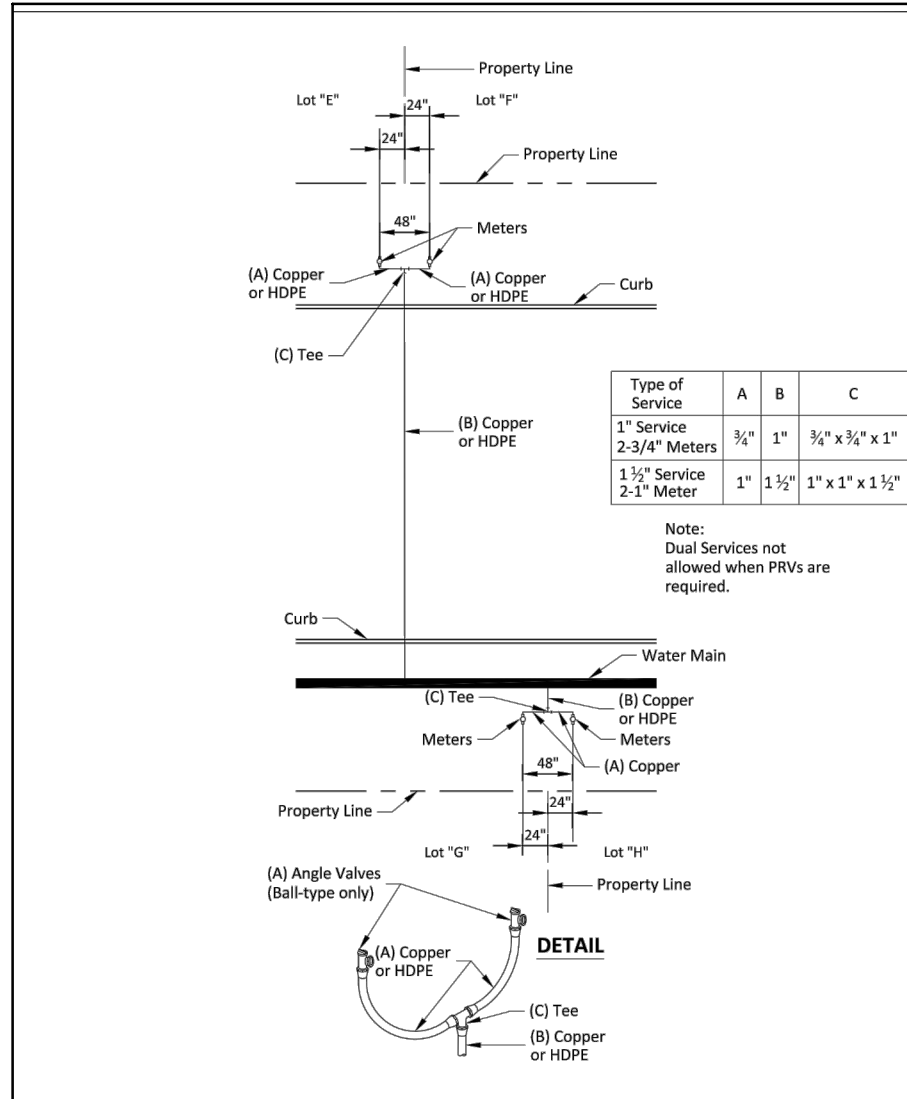 Property Line
Lot "E"
24"
Lot "F"
24"
Property Line
48"
Meters
(A) Copper
or HDPE
(A) Copper
or HDPE
Curb
(C) Tee
(B) Copper
or HDPE
Type of
Service
A
B
C
1" Service
2-3/4" Meters
¾"
1"
¾" x ¾" x 1"
1 ½" Service
2-1" Meter
1"
1 ½"
1" x 1" x 1 ½"
Note:
Dual Services not
allowed when PRVs are
required.
Curb
Water Main
(C) Tee
(B) Copper
or HDPE
Meters
Meters
48"
(A) Copper
Property Line
24"
24"
Lot "G"
Lot "H"
Property Line
(A) Angle Valves
(Ball-type only)
DETAIL
(A) Copper
or HDPE
(C) Tee
(B) Copper
or HDPE